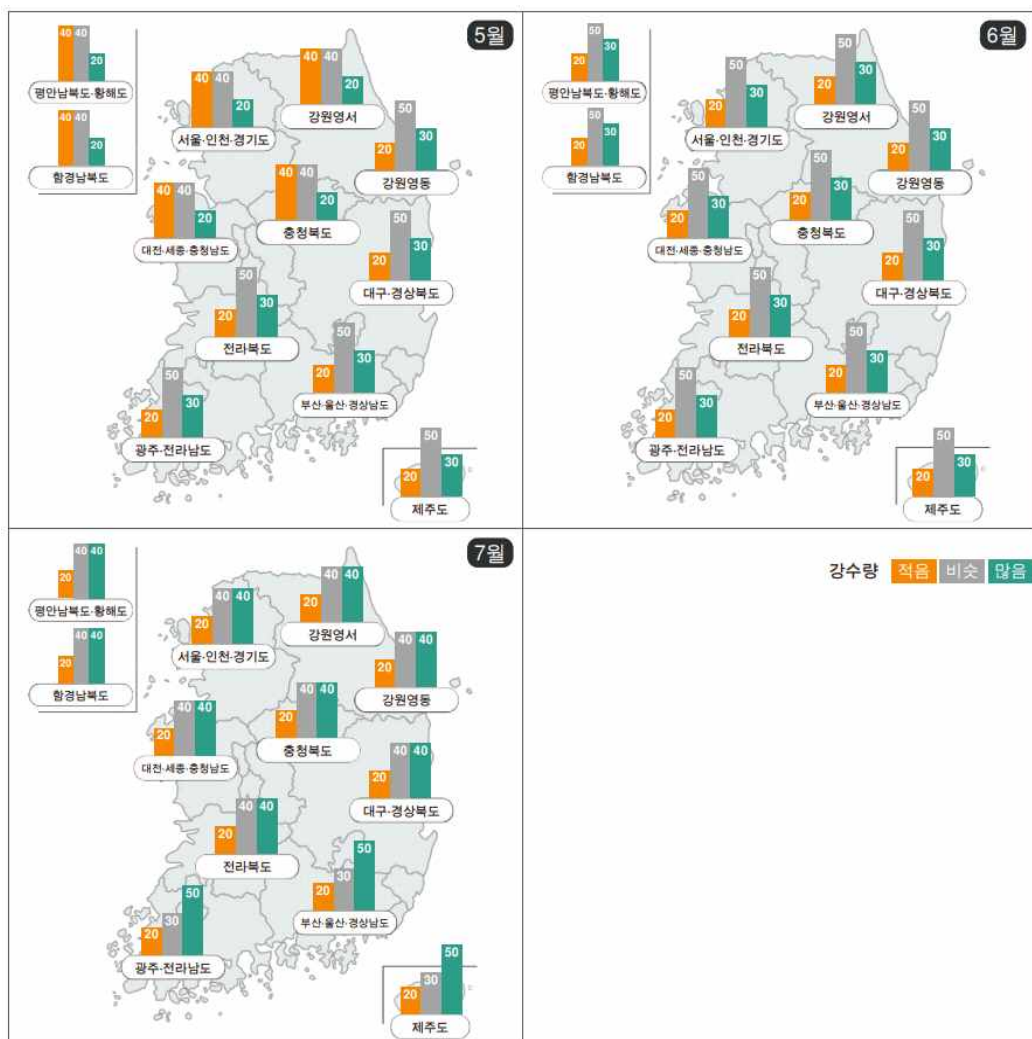 5월
40 40 20
평안남북도·황해도
40 40 20
함경남북도
40 40 20
서울·인천·경기도
40 40 20
강원영서
20 50 30
강원영동
40 40 20
대전·세종·충청남도
40 40 20
충청북도
20 50 30
대구·경상북도
20 50 30
전라북도
20 50 30
부산·울산·경상남도
20 50 30
광주·전라남도
20 50 30
제주도
6월
20 50 30
평안남북도·황해도
20 50 30
함경남북도
20 50 30
서울·인천·경기도
20 50 30
강원영서
20 50 30
강원영동
20 50 30
대전·세종·충청남도
20 50 30
충청북도
20 50 30
대구·경상북도
20 50 30
전라북도
20 50 30
부산·울산·경상남도
20 50 30
광주·전라남도
20 50 30
제주도
7월
20 40 40
평안남북도·황해도
20 40 40
함경남북도
20 40 40
서울·인천·경기도
20 40 40
강원영서
20 40 40
강원영동
20 40 40
대전·세종·충청남도
20 40 40
충청북도
20 40 40
대구·경상북도
20 40 40
전라북도
20 30 50
부산·울산·경상남도
20 30 50
광주·전라남도
20 30 50
제주도
강수량 적음 비슷 많음